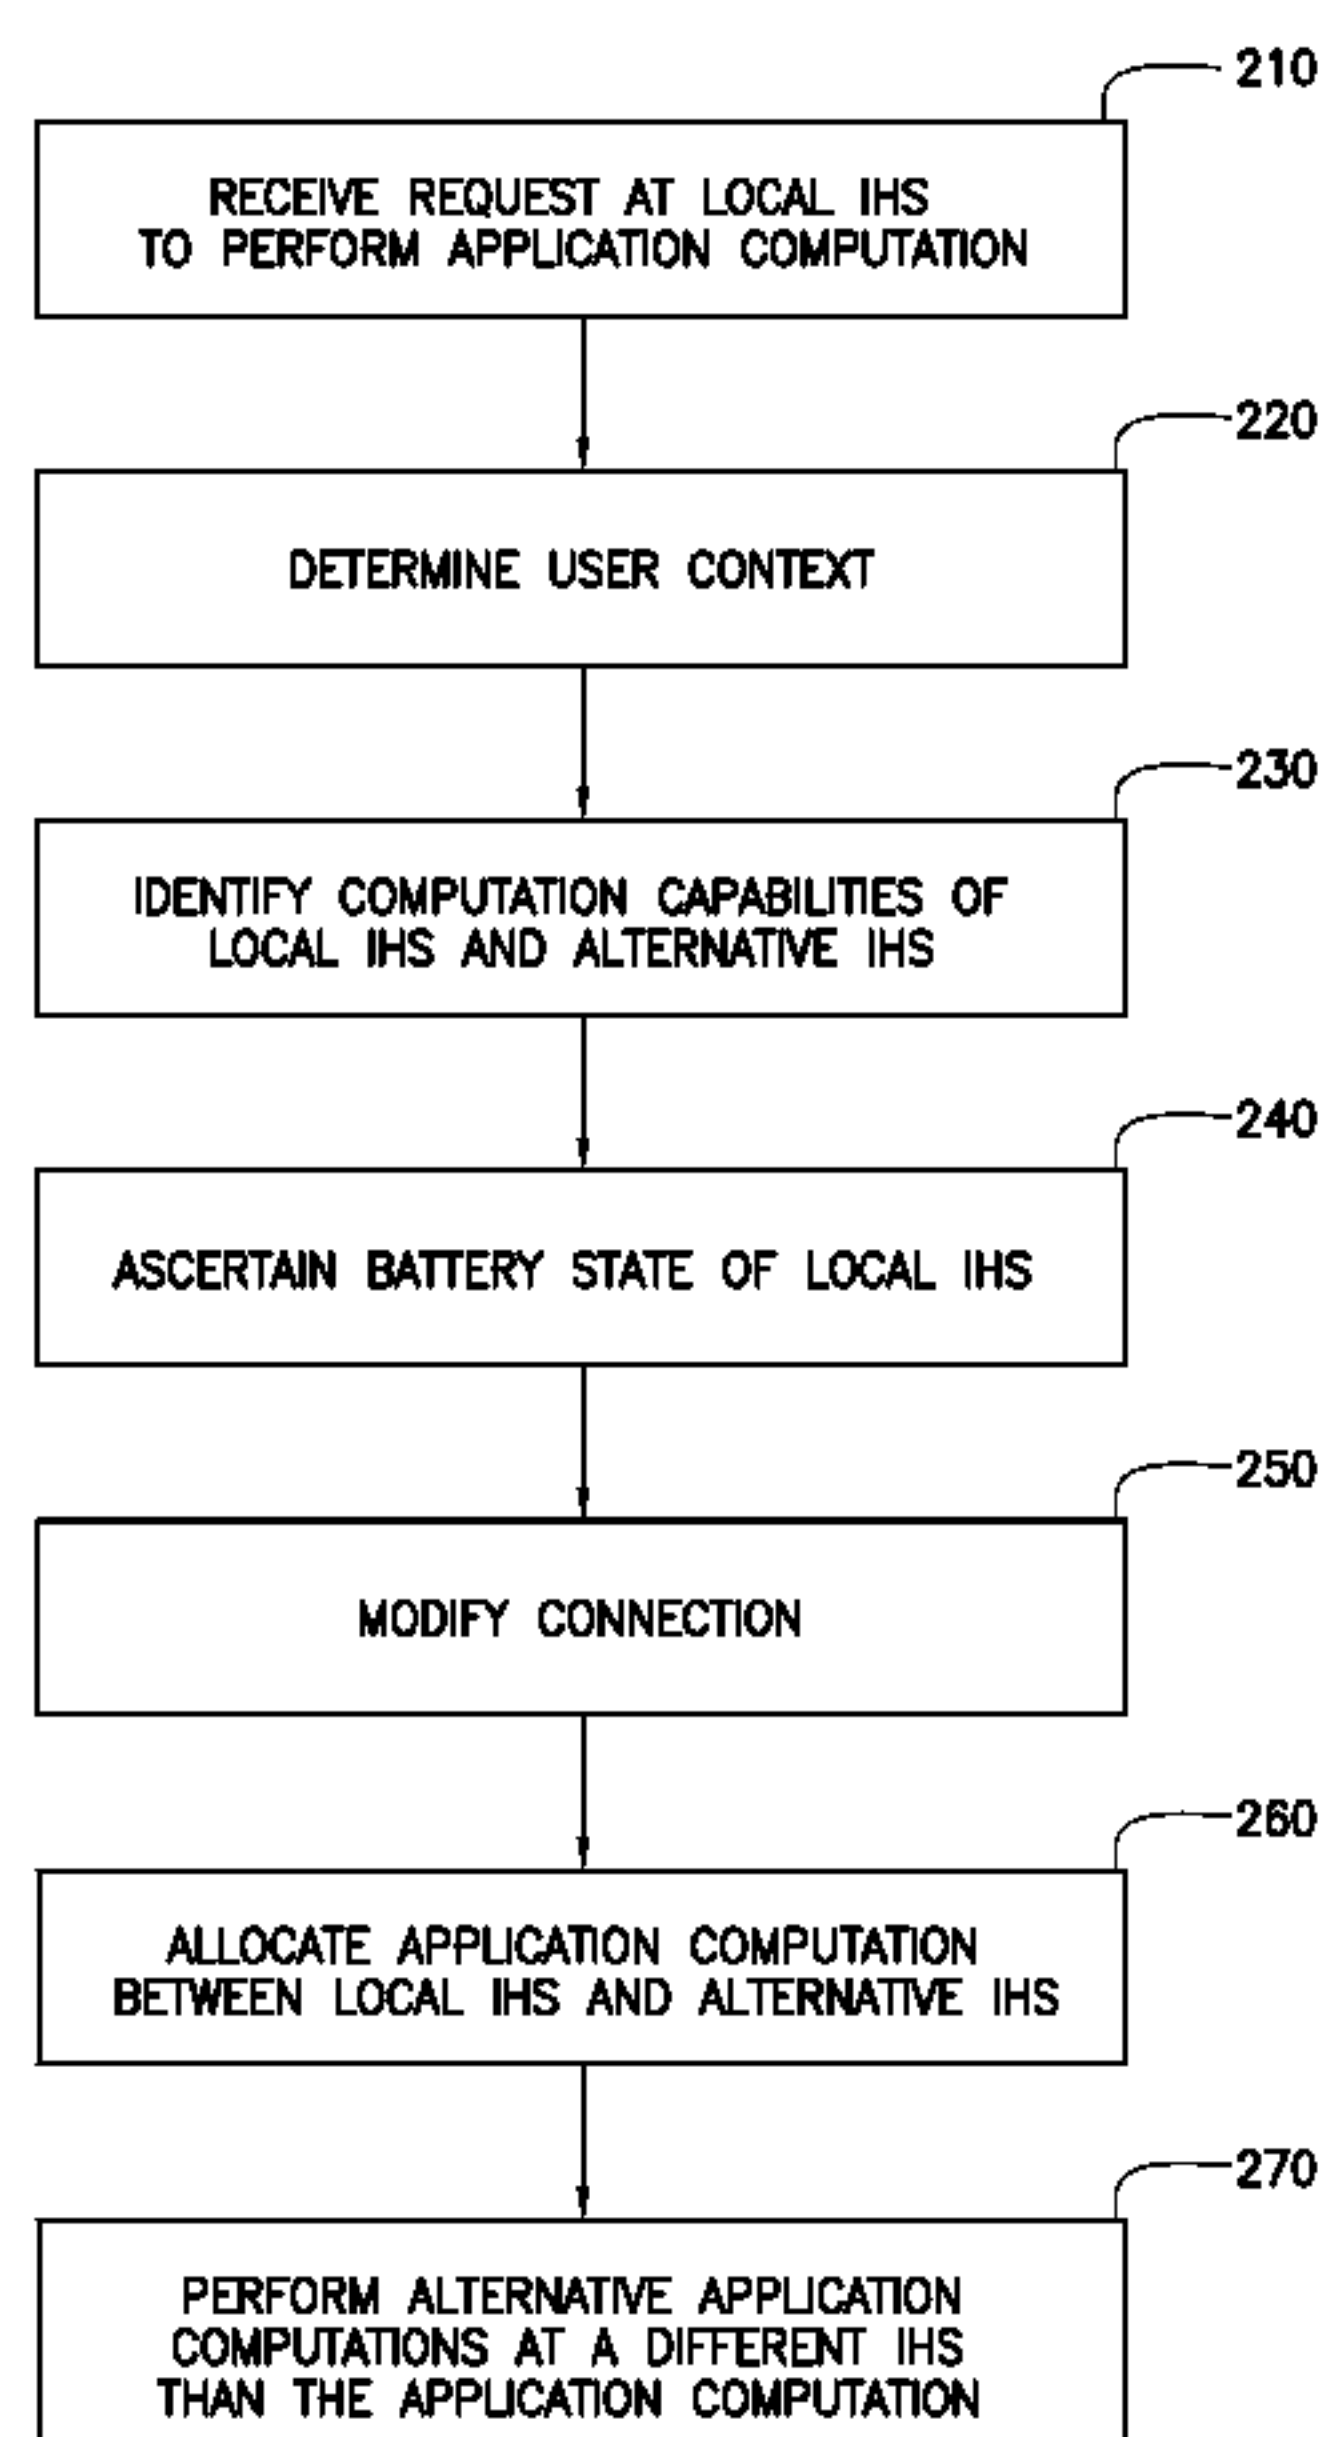 210
RECEIVE REQUEST AT LOCAL IHS
TO PERFORM APPLICATION COMPUTATION
220
DETERMINE USER CONTEXT
230
IDENTIFY COMPUTATION CAPABILITIES OF
LOCAL IHS AND ALTERNATIVE IHS
240
ASCERTAIN BATTERY STATE OF LOCAL IHS
250
MODIFY CONNECTION
260
ALLOCATE APPLICATION COMPUTATION
BETWEEN LOCAL IHS AND ALTERNATIVE IHS
270
PERFORM ALTERNATIVE APPLICATION
COMPUTATIONS AT A DIFFERENT IHS
THAN THE APPLICATION COMPUTATION